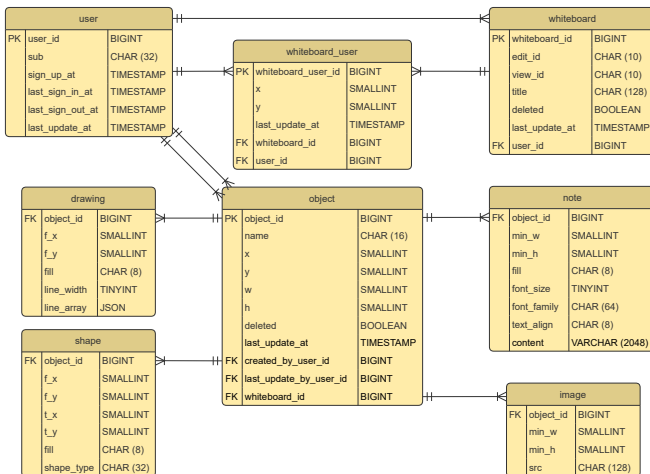 user
PK user_id BIGINT
sub CHAR (32)
sign_up_at TIMESTAMP
last_sign_in_at TIMESTAMP
last_sign_out_at TIMESTAMP
last_update_at TIMESTAMP
whiteboard_user
PK whiteboard_user_id BIGINT
x SMALLINT
y SMALLINT
last_update_at TIMESTAMP
FK whiteboard_id BIGINT
FK user_id BIGINT
whiteboard
PK whiteboard_id BIGINT
edit_id CHAR (10)
view_id CHAR (10)
title CHAR (128)
deleted BOOLEAN
last_update_at TIMESTAMP
FK user_id BIGINT
drawing
FK object_id BIGINT
f_x SMALLINT
f_y SMALLINT
fill CHAR (8)
line_width TINYINT
line_array JSON
object
PK object_id BIGINT
name CHAR (16)
x SMALLINT
y SMALLINT
w SMALLINT
h SMALLINT
deleted BOOLEAN
last_update_at TIMESTAMP
FK created_by_user_id BIGINT
FK last_update_by_user_id BIGINT
FK whiteboard_id BIGINT
note
FK object_id BIGINT
min_w SMALLINT
min_h SMALLINT
fill CHAR (8)
font_size TINYINT
font_family CHAR (64)
text_align CHAR (8)
content VARCHAR (2048)
shape
FK object_id BIGINT
f_x SMALLINT
f_y SMALLINT
t_x SMALLINT
t_y SMALLINT
fill CHAR (8)
shape_type CHAR (32)
image
FK object_id BIGINT
min_w SMALLINT
min_h SMALLINT
src CHAR (128)